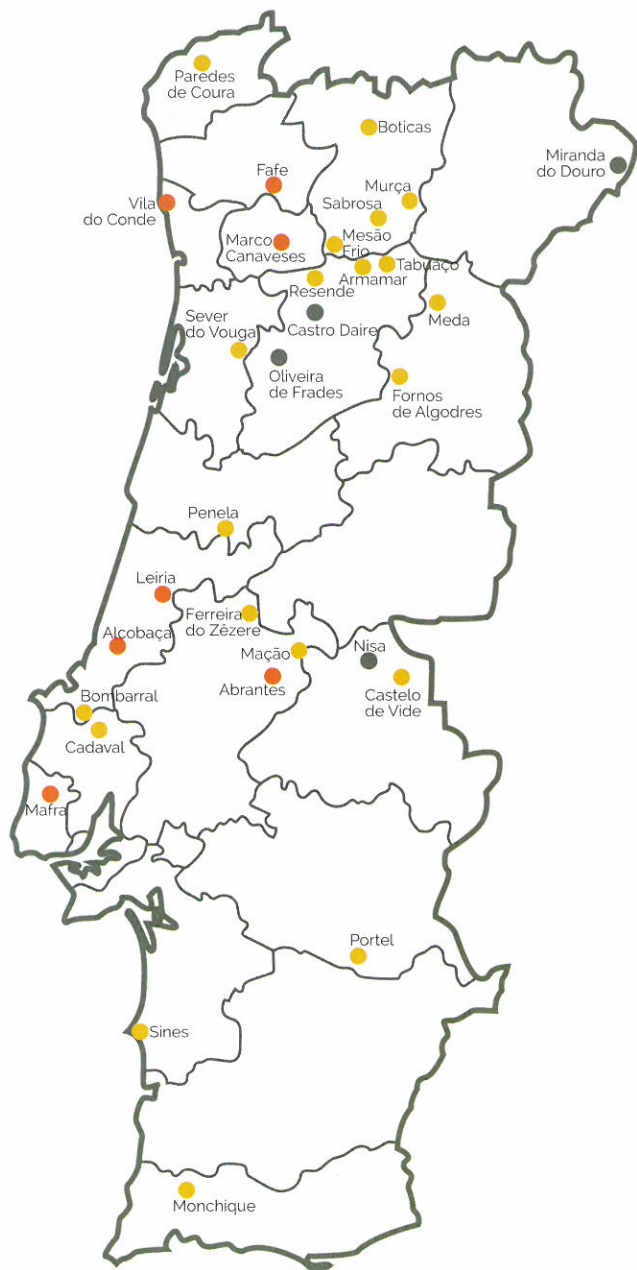 Paredes
de Coura
Boticas
Miranda
do Douro
Fafe
Murça
Vila
do Conde
Sabrosa
Marco
Canaveses
Mesão
Frio
Tabuaço
Armamar
Resende
Meda
Sever
do Vouga
Castro Daire
Oliveira
de Frades
Fornos
de Algodres
Penela
Leiria
Ferreira
do Zêzere
Alcobaça
Mação
Nisa
Abrantes
Castelo
de Vide
Bombarral
Cadaval
Mafra
Portel
Sines
Monchique